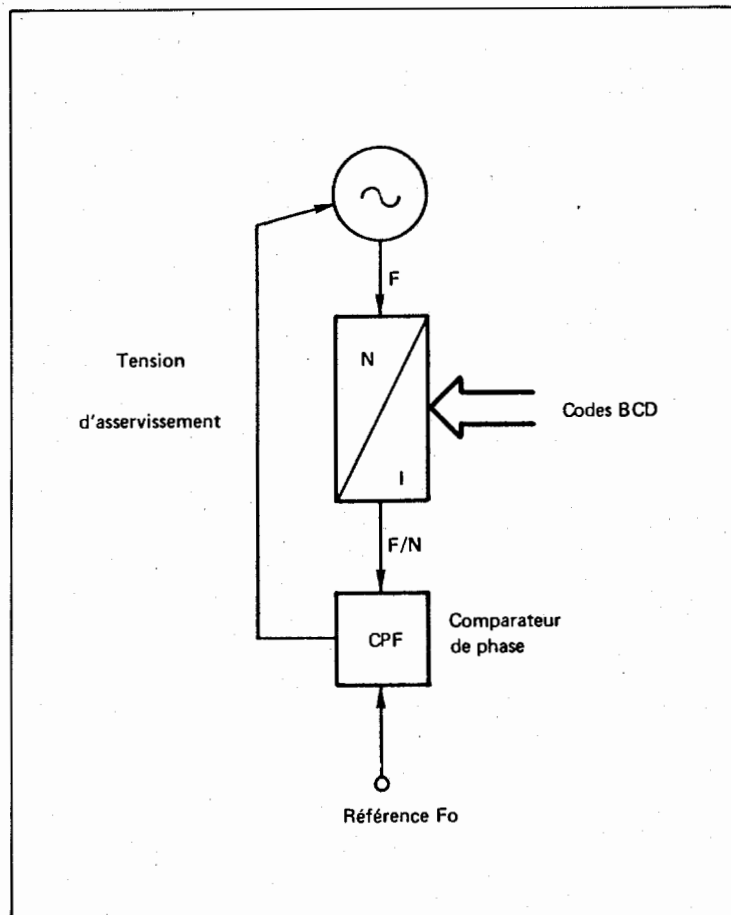 F
Tension
d'asservissement
N
I
Codes BCD
F/N
CPF
Comparateur
de phase
Référence Fo